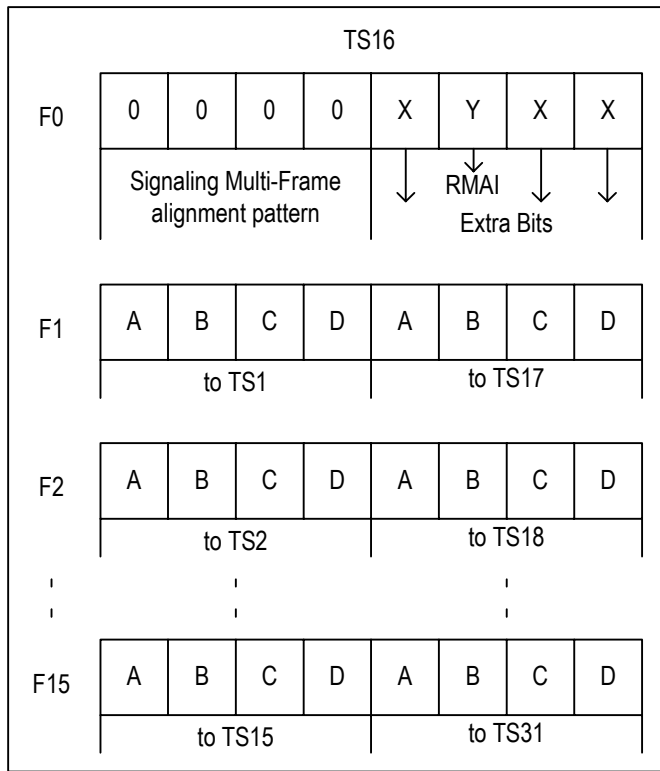 TS16
F0 0 0 0 0 X Y X X
Signaling Multi-Frame
alignment pattern
RMAI
Extra Bits
F1 A B C D A B C D
to TS1 to TS17
F2 A B C D A B C D
to TS2 to TS18
F15 A B C D A B C D
to TS15 to TS31